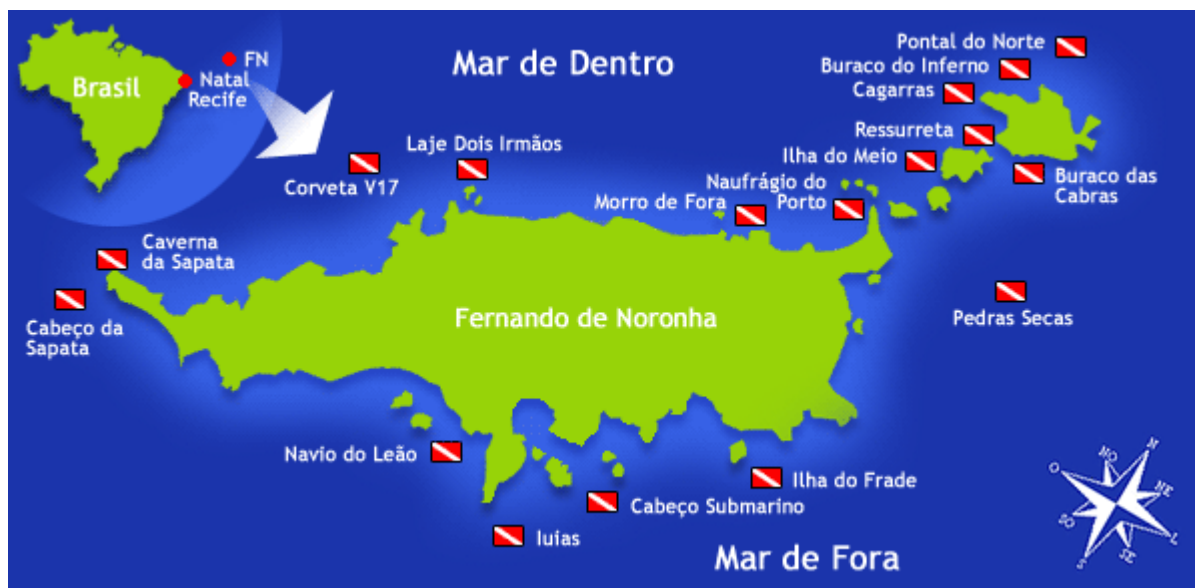 Brasil
FN
Natal
Recife
Mar de Dentro
Pontal do Norte
Buraco do Inferno
Cagarras
Ressurreta
Ilha do Meio
Buraco das
Cabras
Corveta V17
Laje Dois Irmãos
Morro de Fora
Naufrágio do
Porto
Caverna
da Sapata
Cabeço da
Sapata
Fernando de Noronha
Pedras Secas
Navio do Leão
Iuias
Cabeço Submarino
Ilha do Frade
Mar de Fora
N
NO
O
NE
SO
L
SE
S